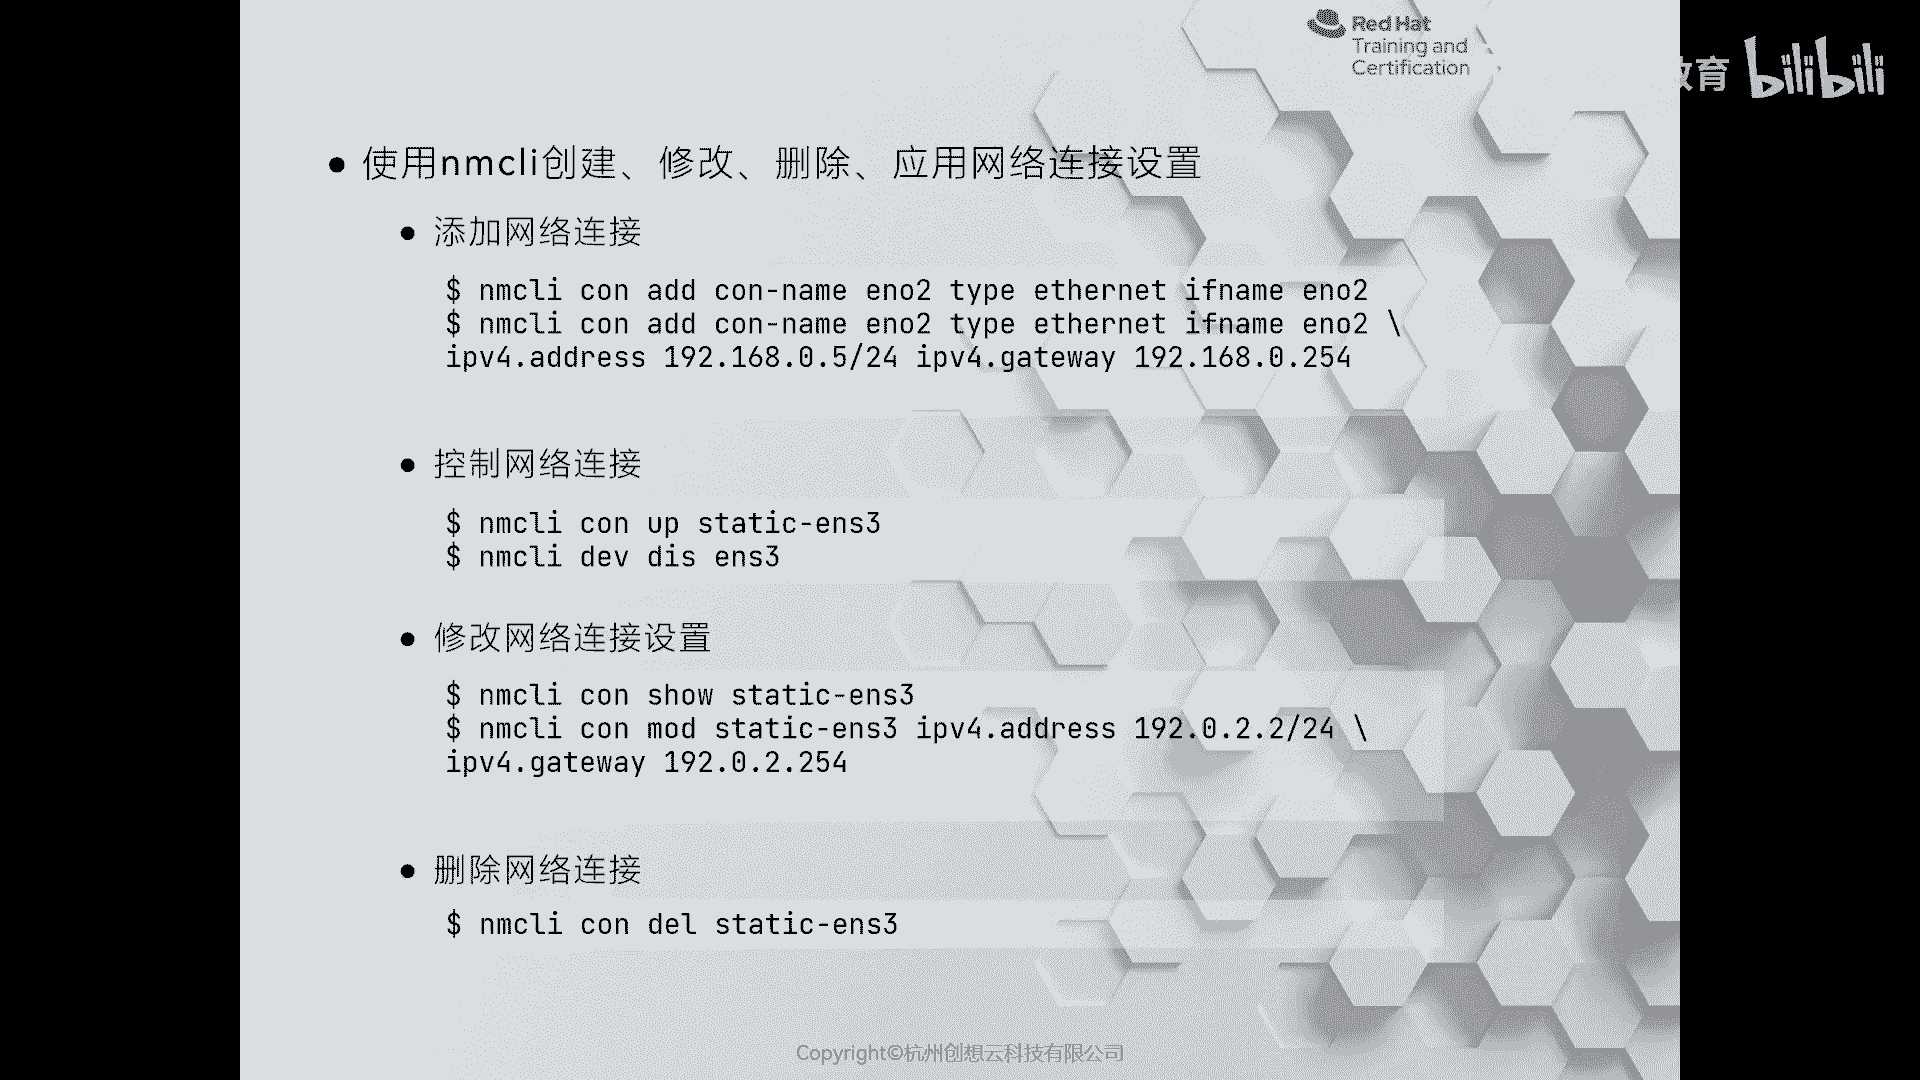 Red Hat
Training and
Certification
育 bilibili
● 使用nmcli创建、修改、删除、应用网络连接设置
● 添加网络连接
$ nmcli con add con-name eno2 type ethernet ifname eno2
$ nmcli con add con-name eno2 type ethernet ifname eno2 \
ipv4.address 192.168.0.5/24 ipv4.gateway 192.168.0.254
● 控制网络连接
$ nmcli con up static-ens3
$ nmcli dev dis ens3
● 修改网络连接设置
$ nmcli con show static-ens3
$ nmcli con mod static-ens3 ipv4.address 192.0.2.2/24 \
ipv4.gateway 192.0.2.254
● 删除网络连接
$ nmcli con del static-ens3
Copyright©杭州创想云科技有限公司